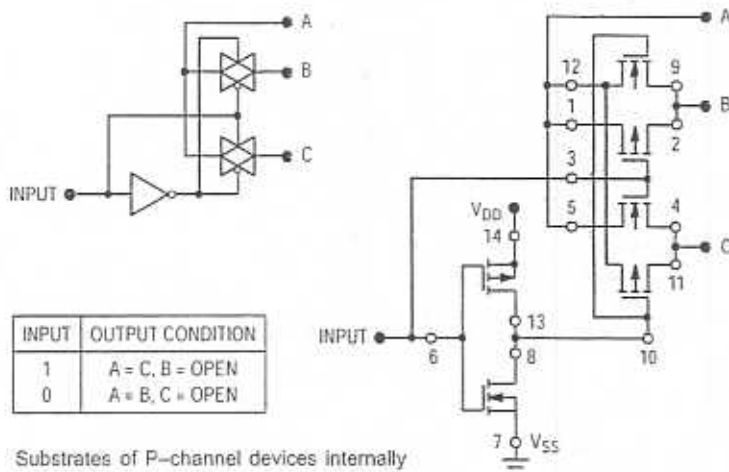 A
B
C
INPUT
INPUT OUTPUT CONDITION
1 A = C, B = OPEN
0 A = B, C = OPEN
Substrates of P–channel devices internally
A
12
9
B
1
2
3
5
4
C
11
VDD
14
13
INPUT
6
8
10
7
VSS